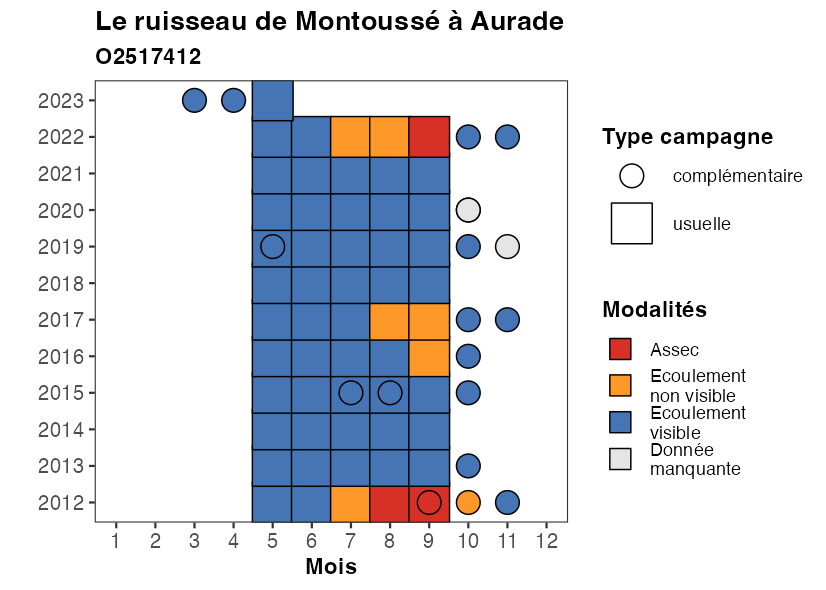 Le ruisseau de Montoussé à Aurade
O2517412
2023
2022
2021
2020
2019
2018
2017
2016
2015
2014
2013
2012
1 2 3 4 5 6 7 8 9 10 11 12
Mois
Type campagne
complémentaire
usuelle
Modalités
Assec
Ecoulement
non visible
Ecoulement
visible
Donnée
manquante